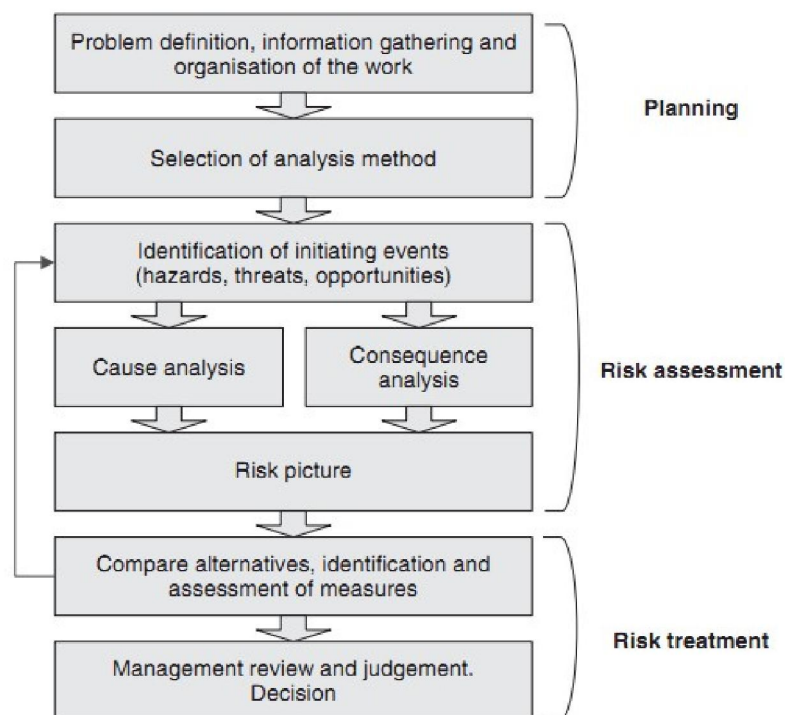 Problem definition, information gathering and
organisation of the work
Planning
Selection of analysis method
Identification of initiating events
(hazards, threats, opportunities)
Cause analysis
Consequence
analysis
Risk assessment
Risk picture
Compare alternatives, identification and
assessment of measures
Risk treatment
Management review and judgement.
Decision